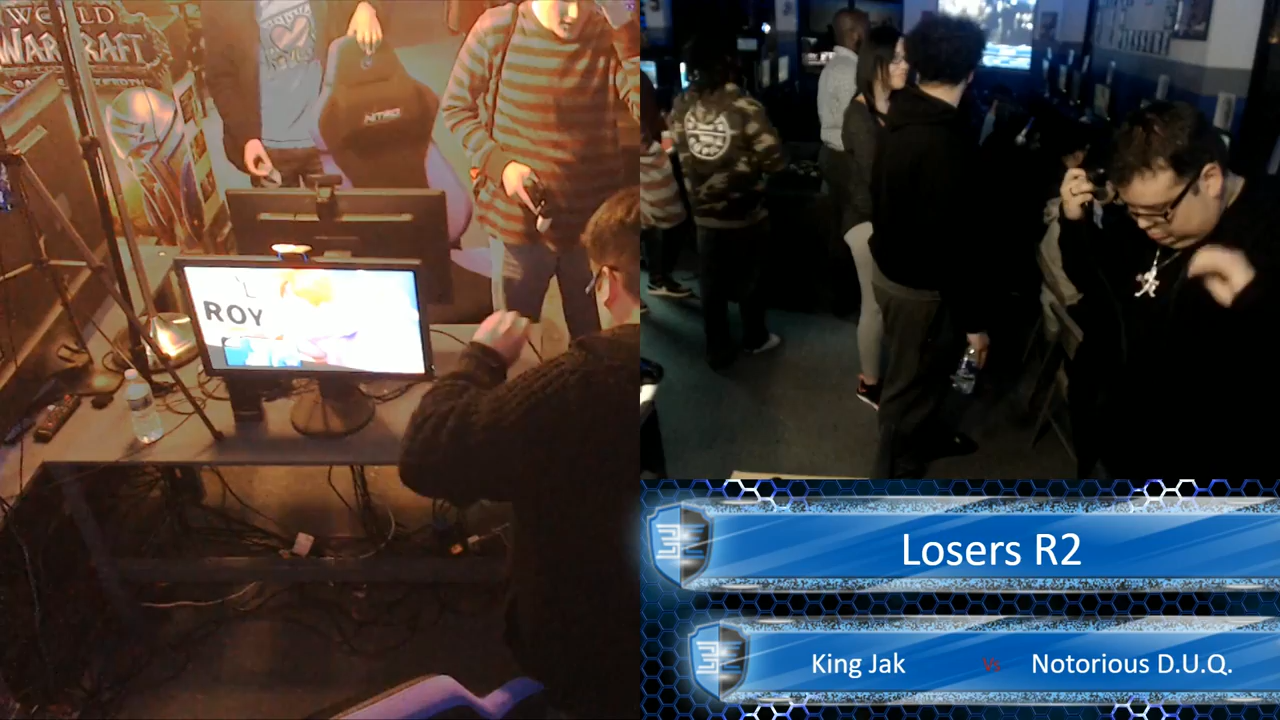 WORLD
WARCRAFT
NITRO
ROY
Losers R2
King Jak Vs Notorious D.U.Q.